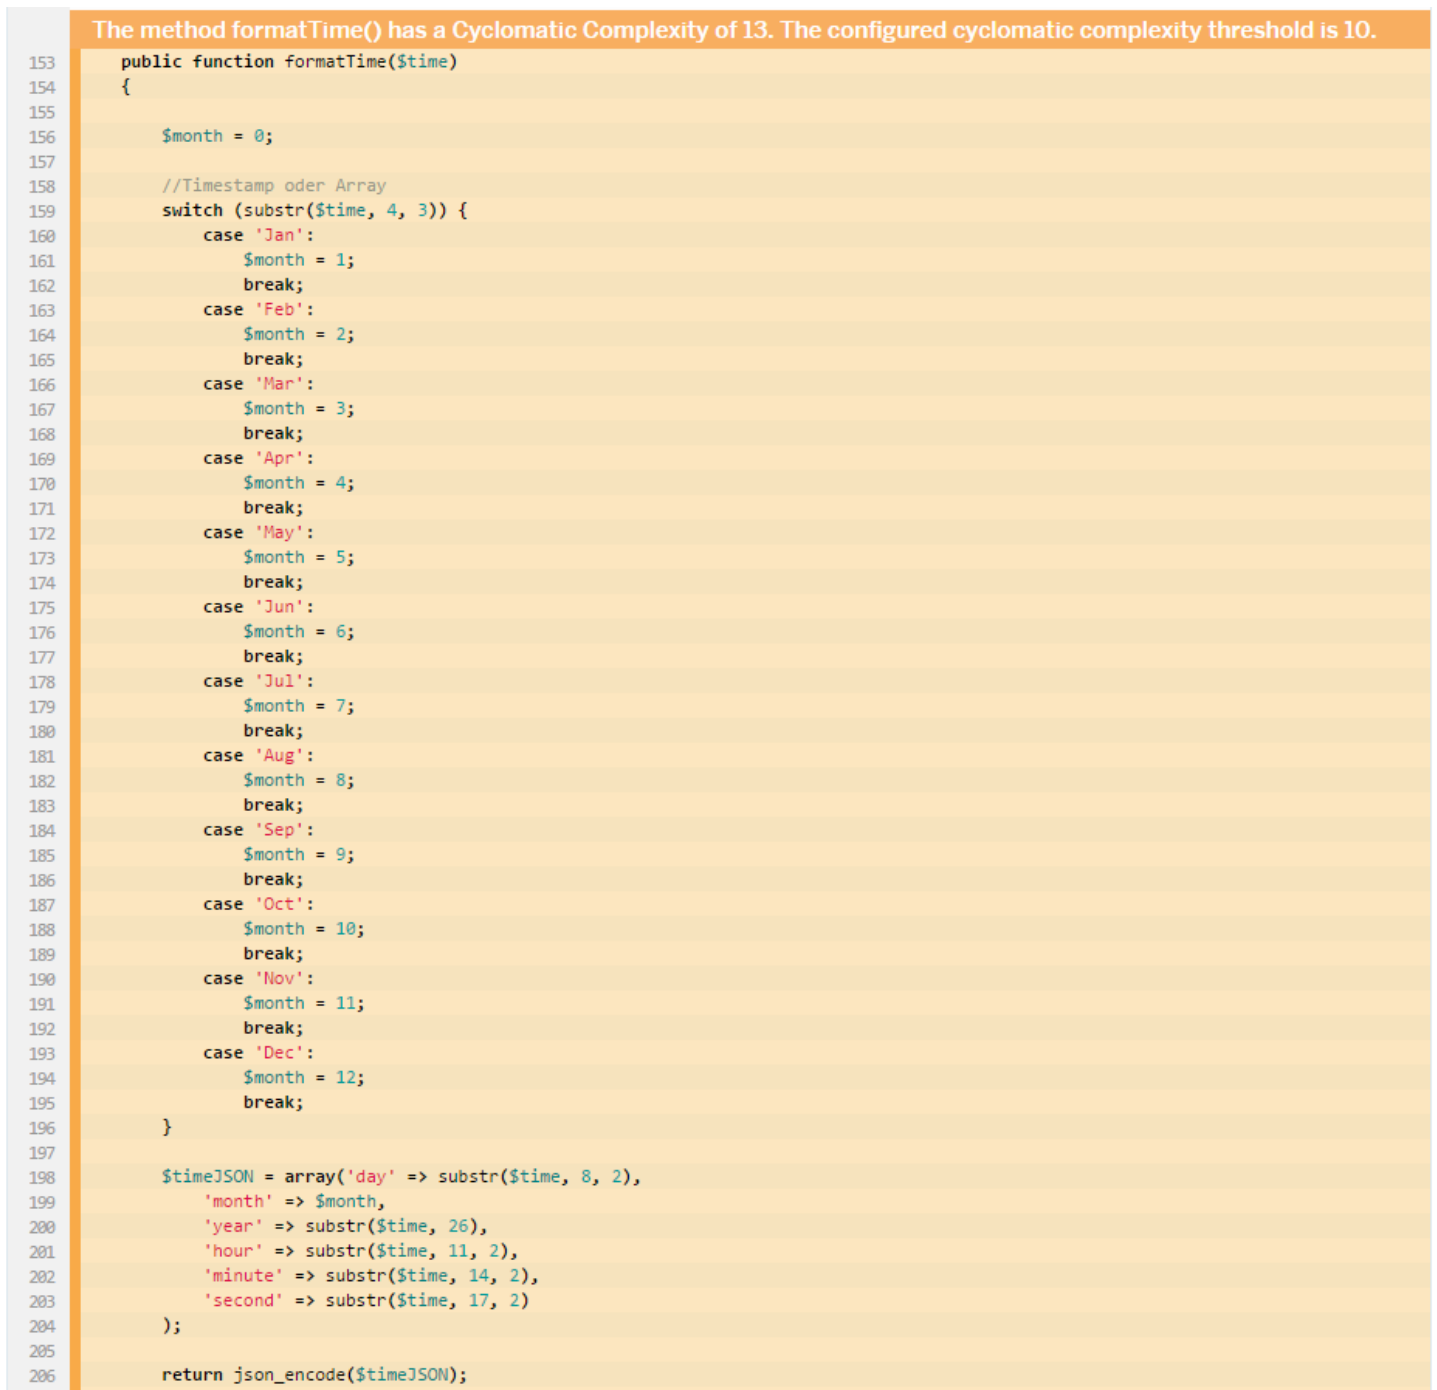 The method formatTime() has a Cyclomatic Complexity of 13. The configured cyclomatic complexity threshold is 10.
153 public function formatTime($time)
154 {
155
156 $month = 0;
157
158 //Timestamp oder Array
159 switch (substr($time, 4, 3)) {
160 case 'Jan':
161 $month = 1;
162 break;
163 case 'Feb':
164 $month = 2;
165 break;
166 case 'Mar':
167 $month = 3;
168 break;
169 case 'Apr':
170 $month = 4;
171 break;
172 case 'May':
173 $month = 5;
174 break;
175 case 'Jun':
176 $month = 6;
177 break;
178 case 'Jul':
179 $month = 7;
180 break;
181 case 'Aug':
182 $month = 8;
183 break;
184 case 'Sep':
185 $month = 9;
186 break;
187 case 'Oct':
188 $month = 10;
189 break;
190 case 'Nov':
191 $month = 11;
192 break;
193 case 'Dec':
194 $month = 12;
195 break;
196 }
197
198 $timeJSON = array('day' => substr($time, 8, 2),
199 'month' => $month,
200 'year' => substr($time, 26),
201 'hour' => substr($time, 11, 2),
202 'minute' => substr($time, 14, 2),
203 'second' => substr($time, 17, 2)
204 );
205
206 return json_encode($timeJSON);